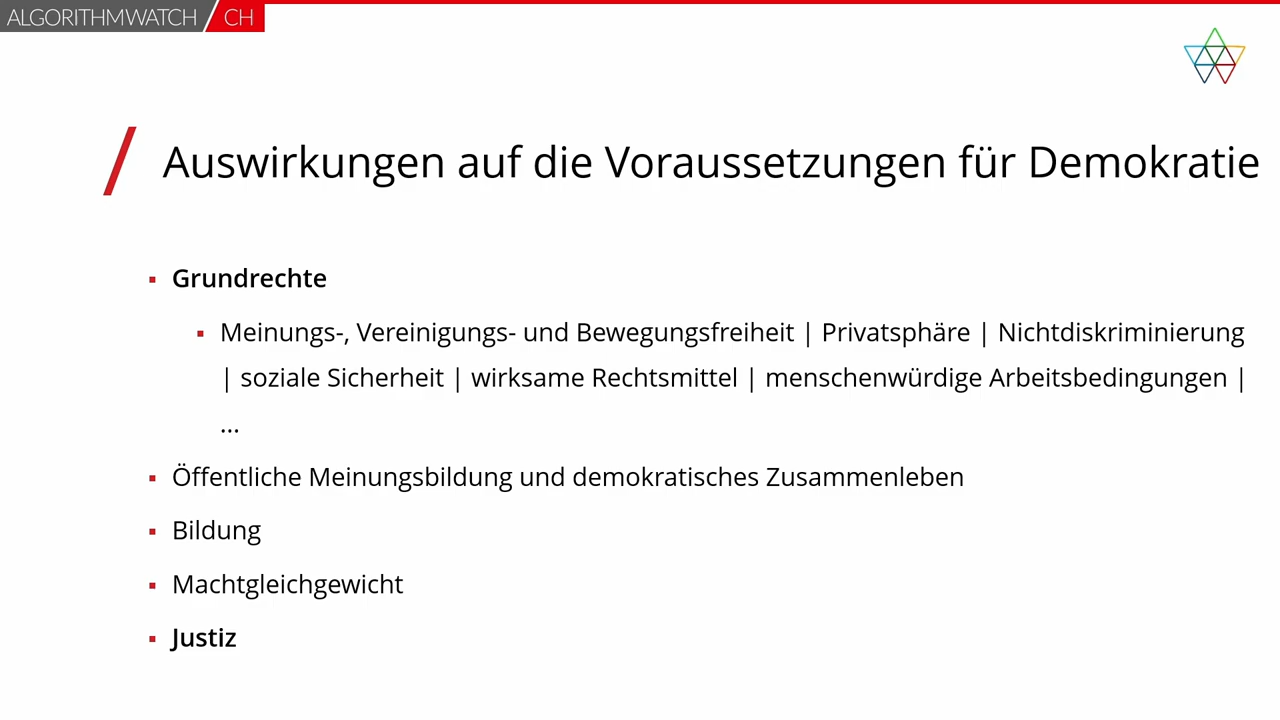 ALGORITHMWATCH CH
Auswirkungen auf die Voraussetzungen für Demokratie
Grundrechte
Meinungs-, Vereinigungs- und Bewegungsfreiheit | Privatsphäre | Nichtdiskriminierung
| soziale Sicherheit | wirksame Rechtsmittel | menschenwürdige Arbeitsbedingungen |
...
Öffentliche Meinungsbildung und demokratisches Zusammenleben
Bildung
Machtgleichgewicht
Justiz